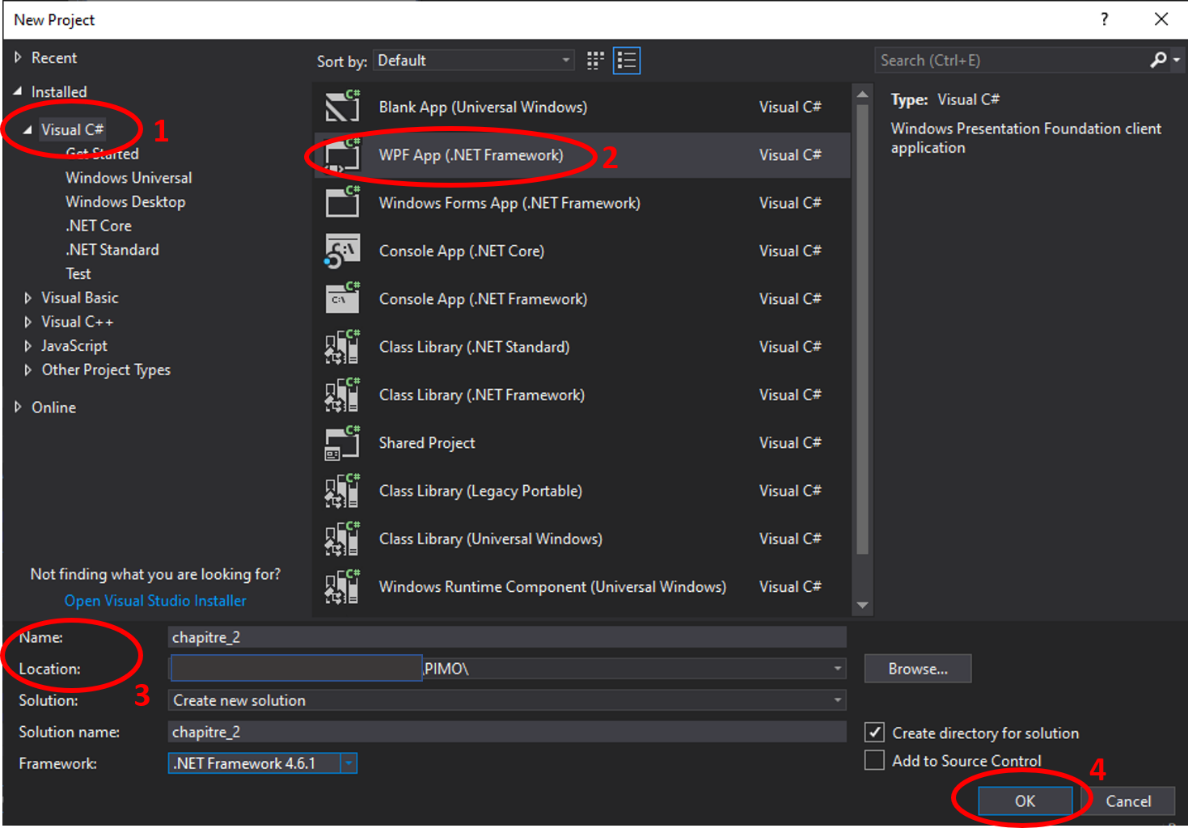 New Project
?
Recent
Installed
Visual C#
1
Get Started
Windows Universal
Windows Desktop
.NET Core
.NET Standard
Test
Visual Basic
Visual C++
JavaScript
Other Project Types
Online
Not finding what you are looking for?
Open Visual Studio Installer
Sort by: Default
Blank App (Universal Windows) Visual C#
WPF App (.NET Framework) 2 Visual C#
Windows Forms App (.NET Framework) Visual C#
Console App (.NET Core) Visual C#
Console App (.NET Framework) Visual C#
Class Library (.NET Standard) Visual C#
Class Library (.NET Framework) Visual C#
Shared Project Visual C#
Class Library (Legacy Portable) Visual C#
Class Library (Universal Windows) Visual C#
Windows Runtime Component (Universal Windows) Visual C#
Search (Ctrl+E)
Type: Visual C#
Windows Presentation Foundation client
application
Name: chapitre_2
Location: \PIMO\ Browse...
3
Solution: Create new solution
Solution name: chapitre_2
Framework: .NET Framework 4.6.1
Create directory for solution
Add to Source Control
4
OK Cancel